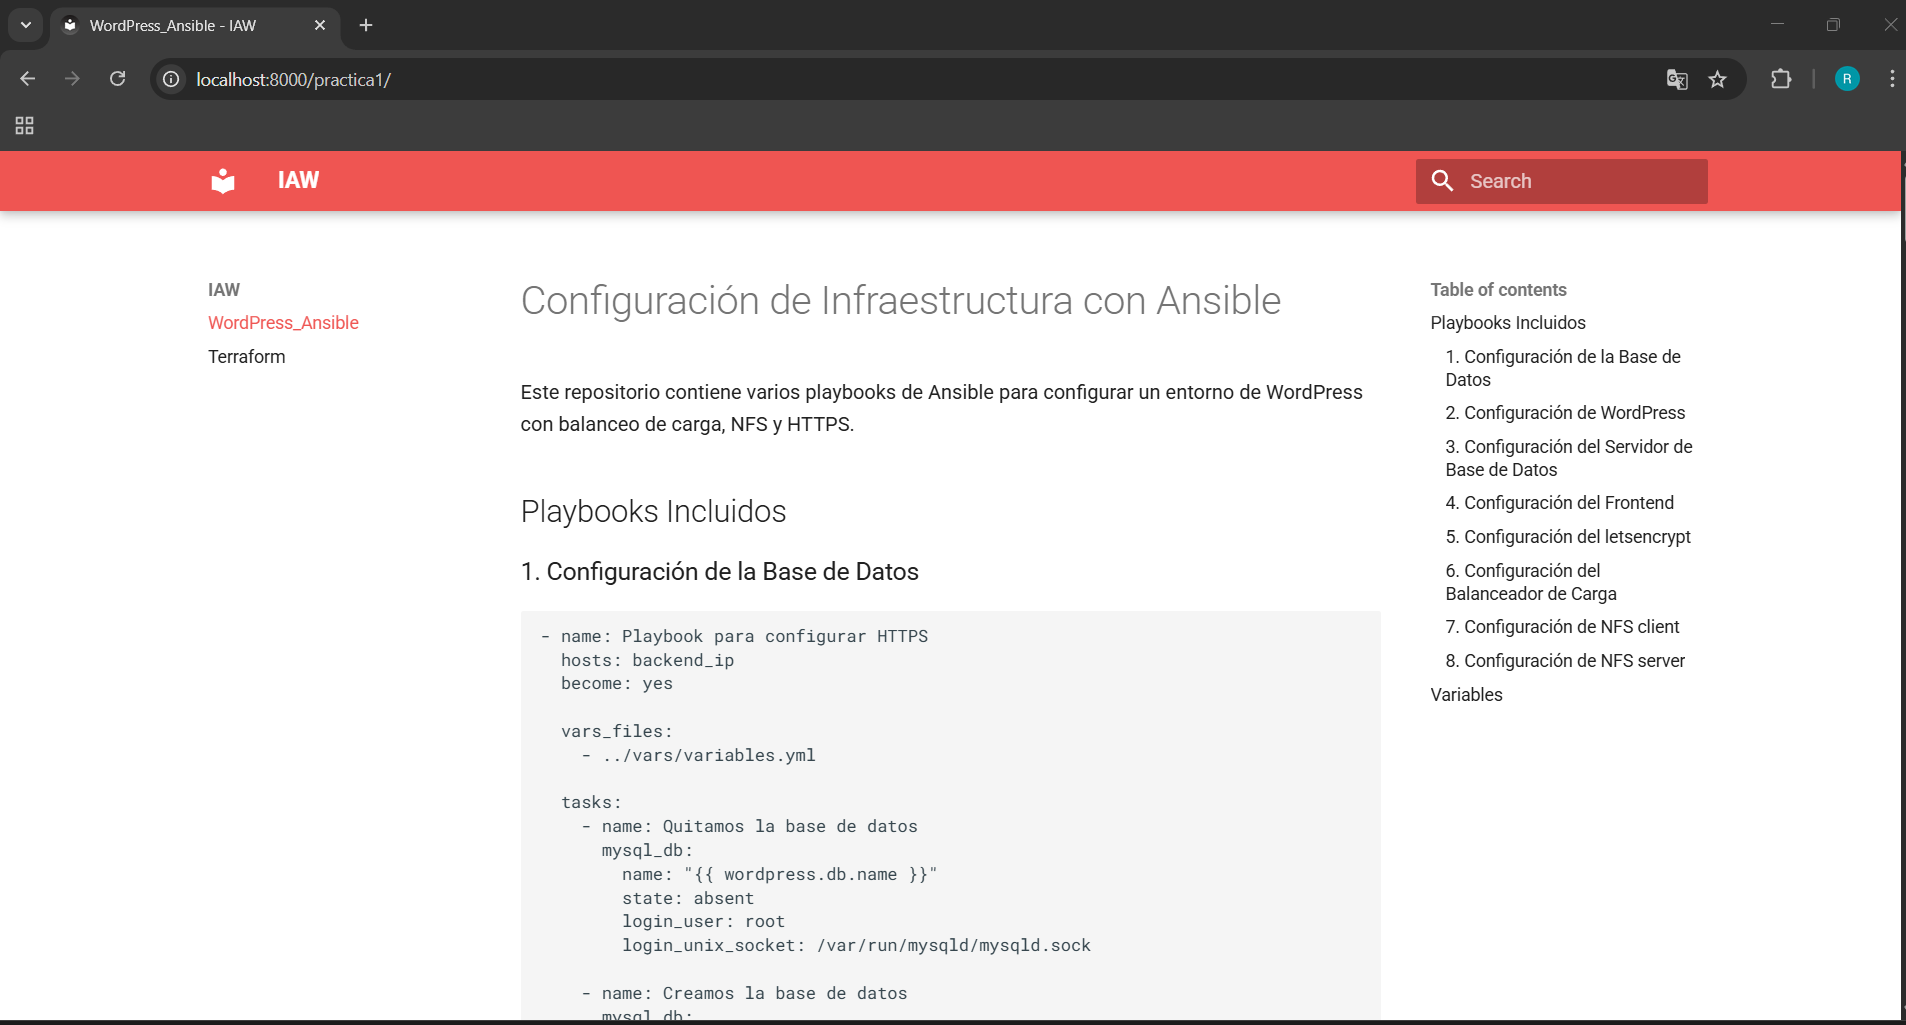 WordPress_Ansible - IAW
localhost:8000/practica1/
R
IAW
Search
IAW
WordPress_Ansible
Terraform
Configuración de Infraestructura con Ansible
Este repositorio contiene varios playbooks de Ansible para configurar un entorno de WordPress
con balanceo de carga, NFS y HTTPS.
Playbooks Incluidos
1. Configuración de la Base de Datos
- name: Playbook para configurar HTTPS
hosts: backend_ip
become: yes
vars_files:
- ../vars/variables.yml
tasks:
- name: Quitamos la base de datos
mysql_db:
name: "{{ wordpress.db.name }}"
state: absent
login_user: root
login_unix_socket: /var/run/mysqld/mysqld.sock
- name: Creamos la base de datos
mysql_db:
Table of contents
Playbooks Incluidos
1. Configuración de la Base de
Datos
2. Configuración de WordPress
3. Configuración del Servidor de
Base de Datos
4. Configuración del Frontend
5. Configuración del letsencrypt
6. Configuración del
Balanceador de Carga
7. Configuración de NFS client
8. Configuración de NFS server
Variables